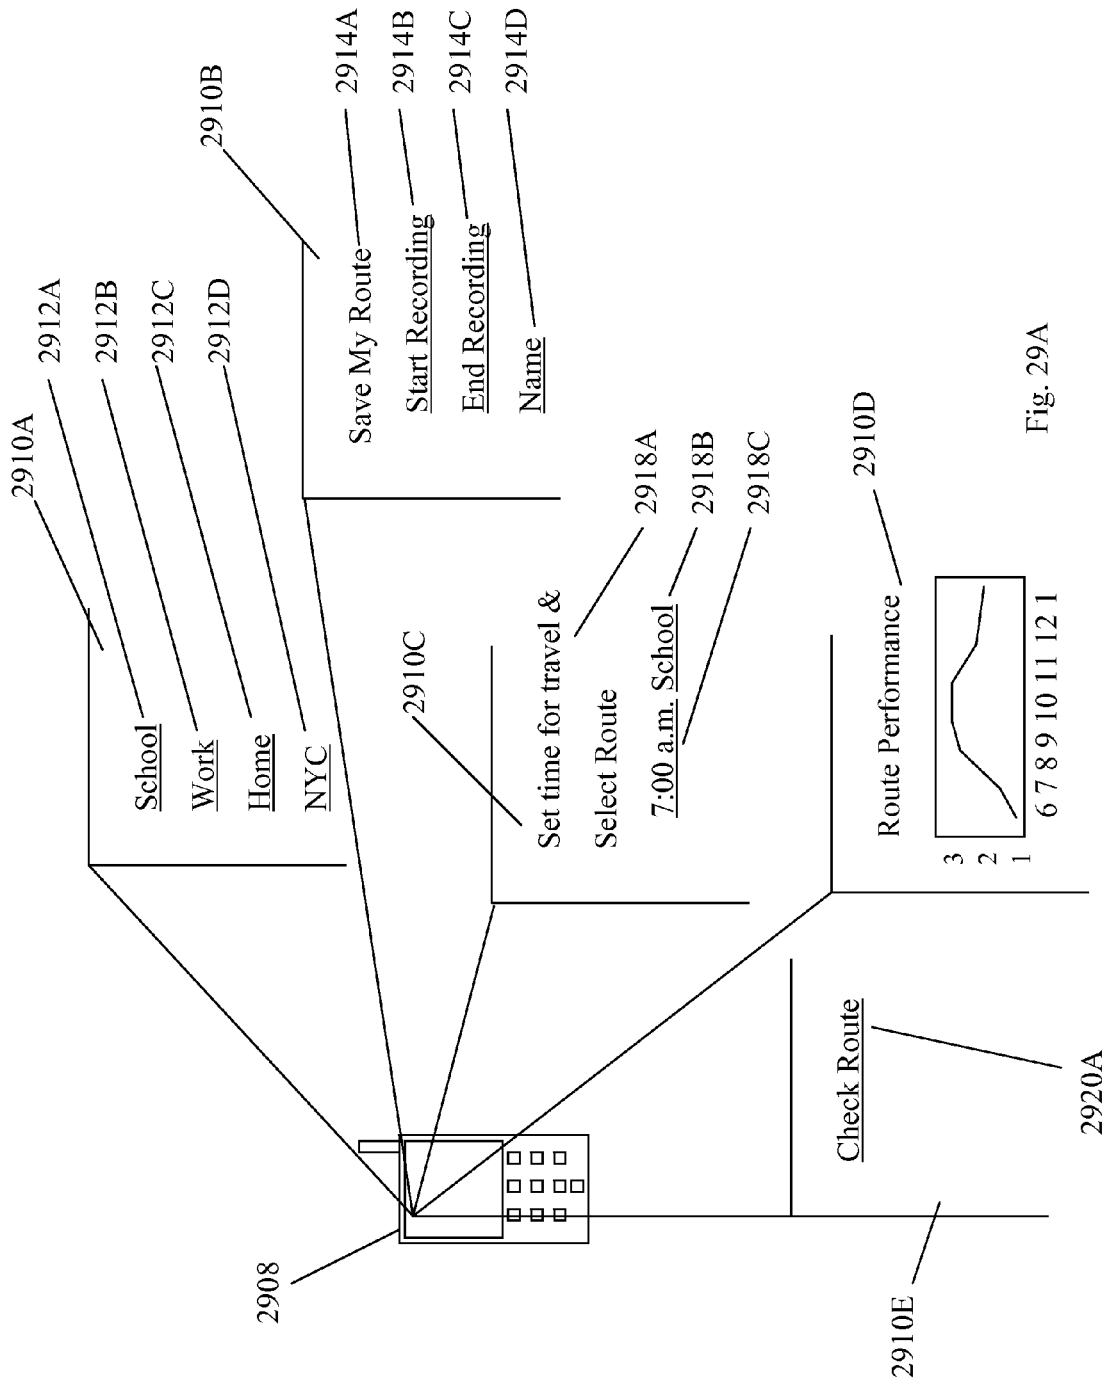 2910A
School
Work
Home
NYC
2912A
2912B
2912C
2912D
2910B
Save My Route
Start Recording
End Recording
Name
2914A
2914B
2914C
2914D
2910C
Set time for travel &
Select Route
7:00 a.m. School
2918A
2918B
2918C
2908
Check Route
2910E
2920A
Route Performance
2910D
3
2
1
6 7 8 9 10 11 12 1
Fig. 29A